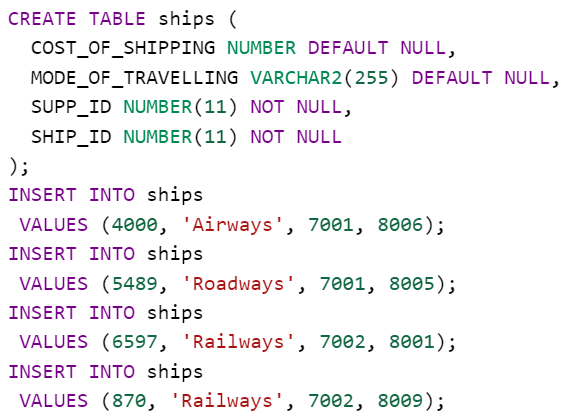 CREATE TABLE ships (
  COST_OF_SHIPPING NUMBER DEFAULT NULL,
  MODE_OF_TRAVELLING VARCHAR2(255) DEFAULT NULL,
  SUPP_ID NUMBER(11) NOT NULL,
  SHIP_ID NUMBER(11) NOT NULL
);
INSERT INTO ships
 VALUES (4000, 'Airways', 7001, 8006);
INSERT INTO ships
 VALUES (5489, 'Roadways', 7001, 8005);
INSERT INTO ships
 VALUES (6597, 'Railways', 7002, 8001);
INSERT INTO ships
 VALUES (870, 'Railways', 7002, 8009);